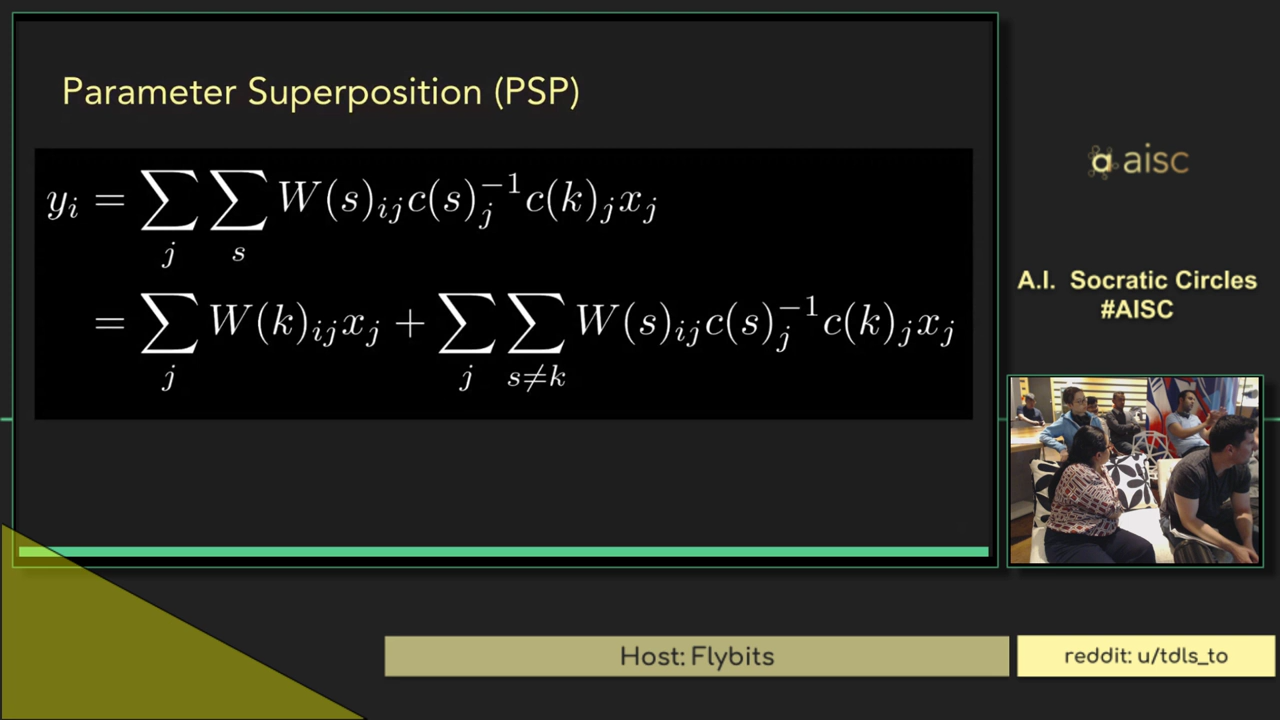 Parameter Superposition (PSP)
y_i = \sum_j \sum_s W(s)_{ij} c(s)_j^{-1} c(k)_j x_j
= \sum_j W(k)_{ij} x_j + \sum_j \sum_{s \neq k} W(s)_{ij} c(s)_j^{-1} c(k)_j x_j
aisc
A.I. Socratic Circles
#AISC
Host: Flybits
reddit: u/tdls_to